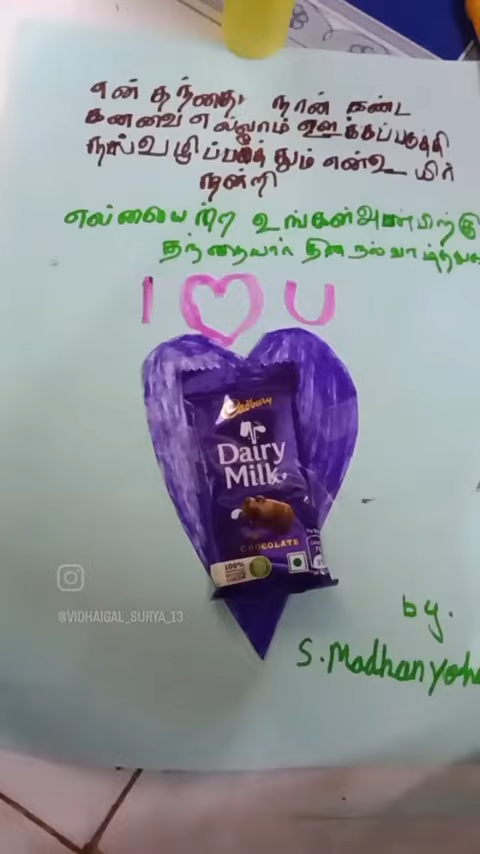 என் தந்தை நான் கண்ட
கனவை எல்லாம் ஊக்கப்படுத்தி
உயிர்
நன்றி
எல்லையற்ற உங்கள் அன்பிற்கு
தந்தையர் தின நல்வாழ்த்துக
I ♡ U
Cadbury
Dairy
Milk
CHOCOLATE
100%
@VIDHAIGAL_SURYA_13
by.
S. Madhanyoha